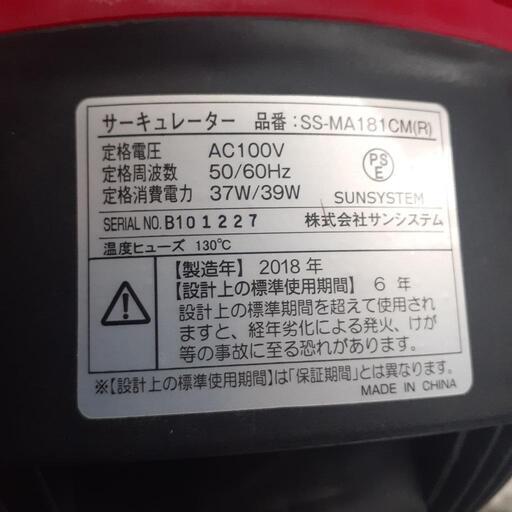 サーキュレーター 品番：SS-MA181CM(R)
定格電圧 AC100V
定格周波数 50/60Hz
定格消費電力 37W/39W
PS
E
SUNSYSTEM
SERIAL NO. B101227 株式会社サンシステム
温度ヒューズ 130℃
【製造年】2018 年
【設計上の標準使用期間】 6 年
設計上の標準期間を超えて使用され
ますと、経年劣化による発火、けが
等の事故に至る恐れがあります。
※【設計上の標準使用期間】は「保証期間」とは異なります。
MADE IN CHINA